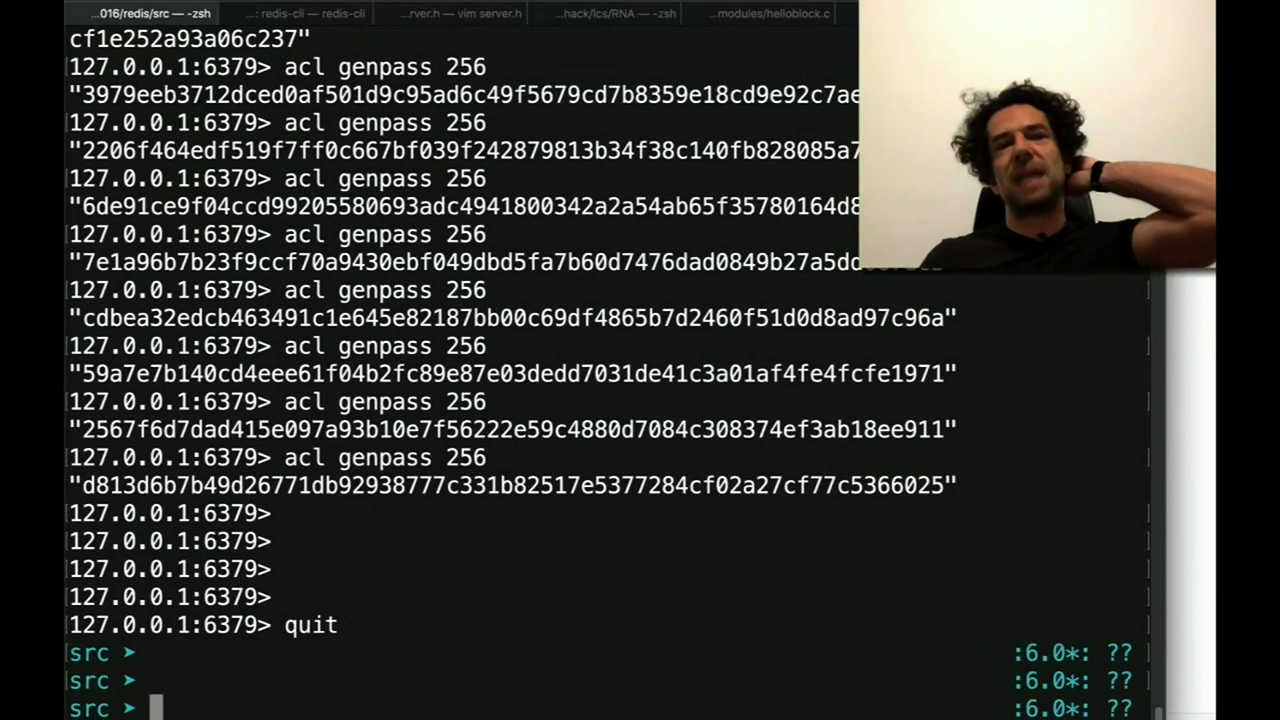 ...016/redis/src — -zsh
...: redis-cli — redis-cli
...rver.h — vim server.h
...hack/lcs/RNA — -zsh
...modules/helloblock.c
cf1e252a93a06c237"
127.0.0.1:6379> acl genpass 256
"3979eeb3712dced0af501d9c95ad6c49f5679cd7b8359e18cd9e92c7ae
127.0.0.1:6379> acl genpass 256
"2206f464edf519f7ff0c667bf039f242879813b34f38c140fb828085a7
127.0.0.1:6379> acl genpass 256
"6de91ce9f04ccd99205580693adc4941800342a2a54ab65f35780164d8
127.0.0.1:6379> acl genpass 256
"7e1a96b7b23f9ccf70a9430ebf049dbd5fa7b60d7476dad0849b27a5d
127.0.0.1:6379> acl genpass 256
"cdbea32edcb463491c1e645e82187bb00c69df4865b7d2460f51d0d8ad97c96a"
127.0.0.1:6379> acl genpass 256
"59a7e7b140cd4eee61f04b2fc89e87e03dedd7031de41c3a01af4fe4fcfe1971"
127.0.0.1:6379> acl genpass 256
"2567f6d7dad415e097a93b10e7f56222e59c4880d7084c308374ef3ab18ee911"
127.0.0.1:6379> acl genpass 256
"d813d6b7b49d26771db92938777c331b82517e5377284cf02a27cf77c5366025"
127.0.0.1:6379>
127.0.0.1:6379>
127.0.0.1:6379>
127.0.0.1:6379>
127.0.0.1:6379> quit
src ➤ :6.0*: ??
src ➤ :6.0*: ??
src ➤ :6.0*: ??